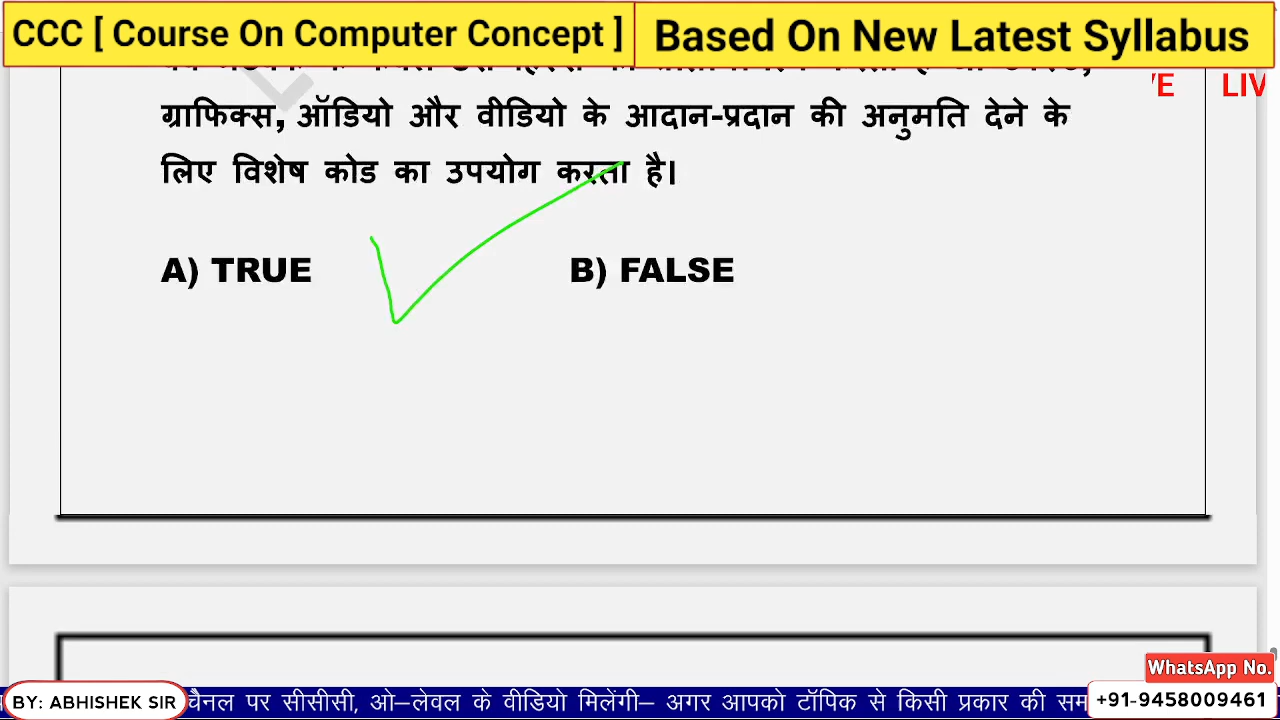 CCC [ Course On Computer Concept ]
Based On New Latest Syllabus
LIV
ग्राफिक्स, ऑडियो और वीडियो के आदान-प्रदान की अनुमति देने के
लिए विशेष कोड का उपयोग करता है।
A) TRUE
B) FALSE
WhatsApp No.
BY: ABHISHEK SIR
चैनल पर सीसीसी, ओ–लेवल के वीडियो मिलेंगी– अगर आपको टॉपिक से किसी प्रकार की सम
+91-9458009461